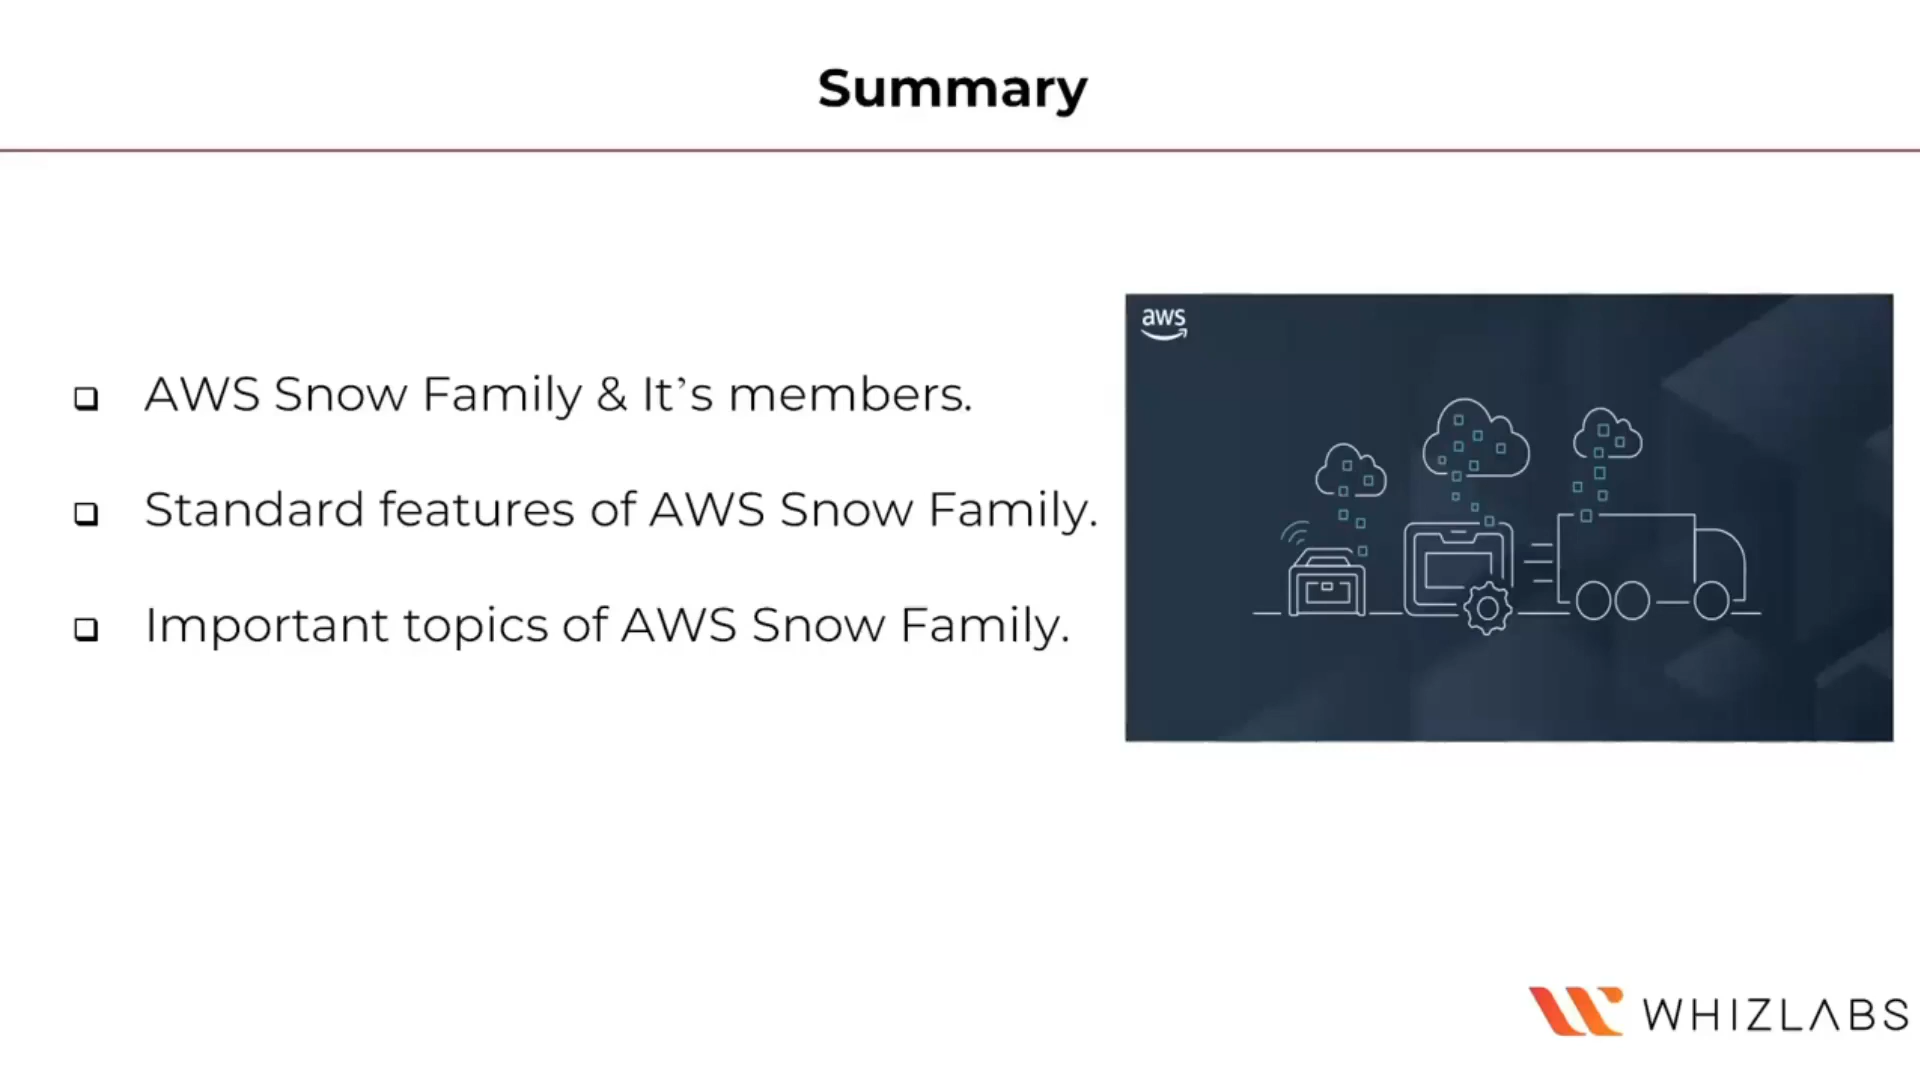 Summary
AWS Snow Family & It’s members.
Standard features of AWS Snow Family.
Important topics of AWS Snow Family.
aws
WHIZLABS